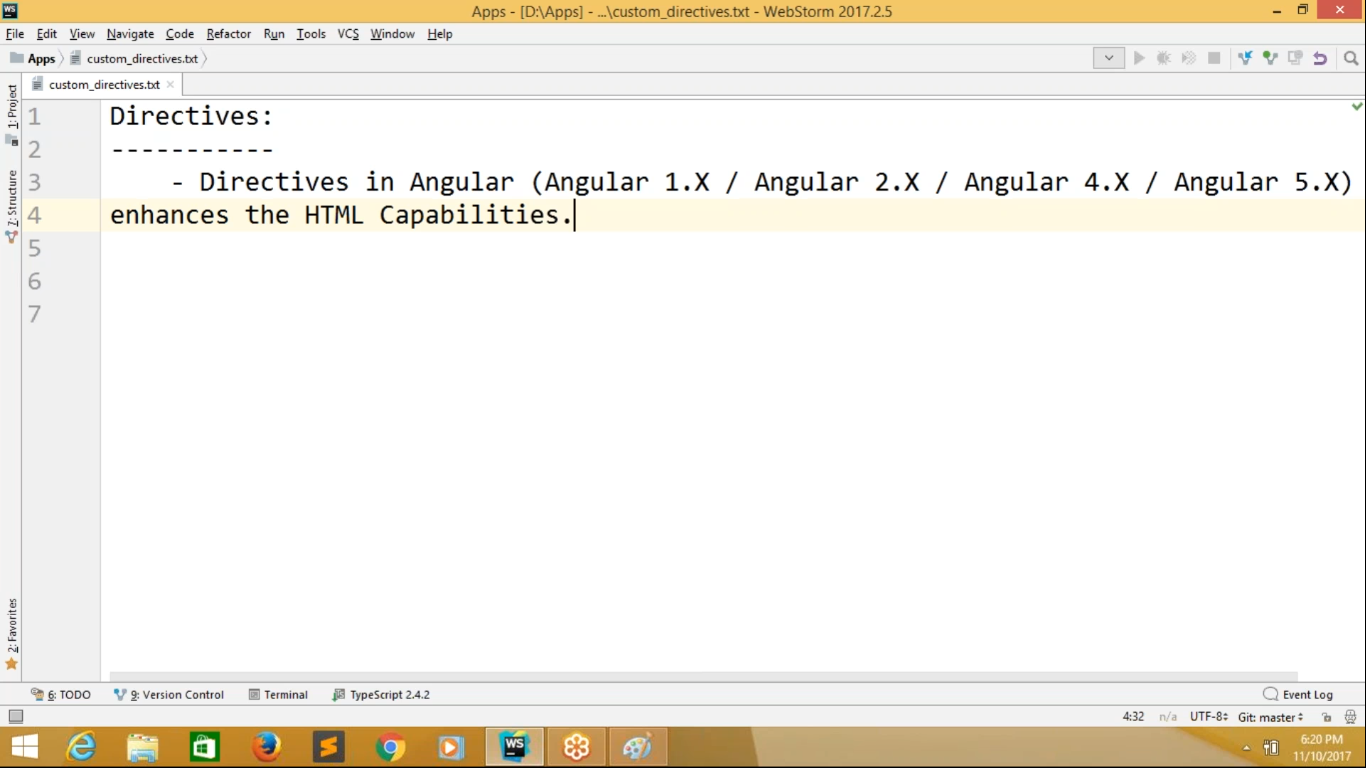 WS
Apps - [D:\Apps] - ...\custom_directives.txt - WebStorm 2017.2.5
File Edit View Navigate Code Refactor Run Tools VCS Window Help
Apps custom_directives.txt
custom_directives.txt
1: Project
7: Structure
2: Favorites
1 Directives:
2 -----------
3 - Directives in Angular (Angular 1.X / Angular 2.X / Angular 4.X / Angular 5.X)
4 enhances the HTML Capabilities.
5
6
7
6: TODO 9: Version Control Terminal TypeScript 2.4.2 Event Log
4:32 n/a UTF-8 Git: master
WS
6:20 PM
11/10/2017